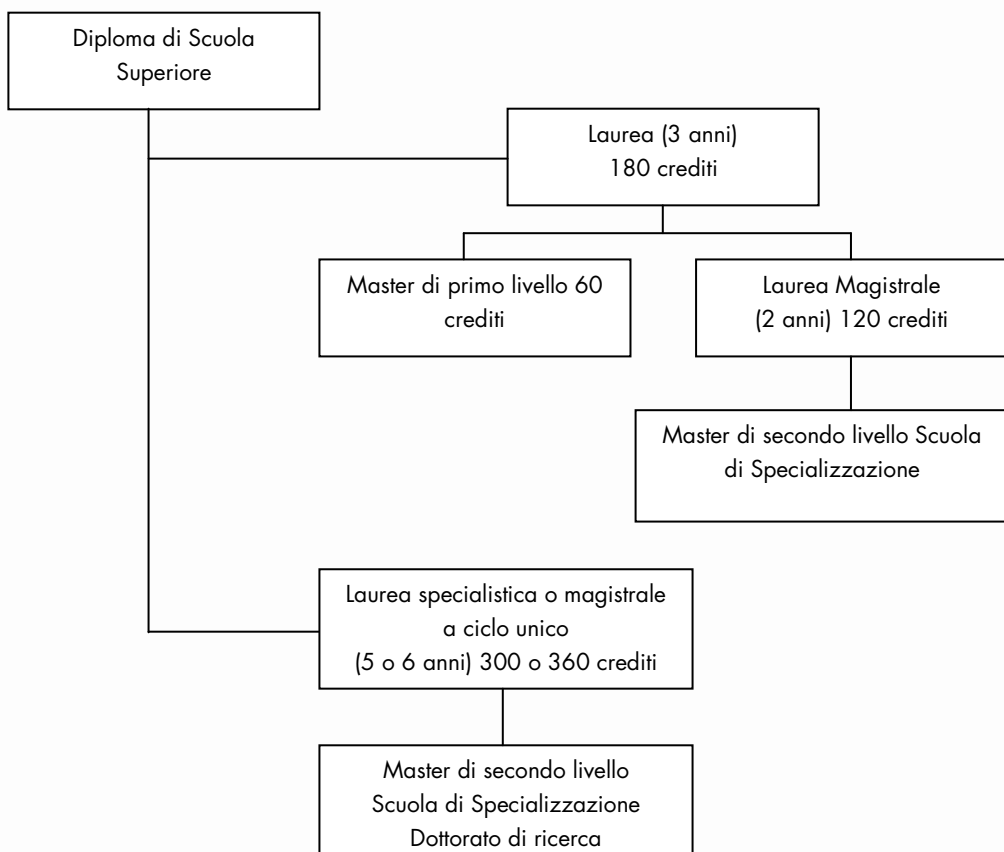 Diploma di Scuola
Superiore
Laurea (3 anni)
180 crediti
Master di primo livello 60
crediti
Laurea Magistrale
(2 anni) 120 crediti
Master di secondo livello Scuola
di Specializzazione
Laurea specialistica o magistrale
a ciclo unico
(5 o 6 anni) 300 o 360 crediti
Master di secondo livello
Scuola di Specializzazione
Dottorato di ricerca